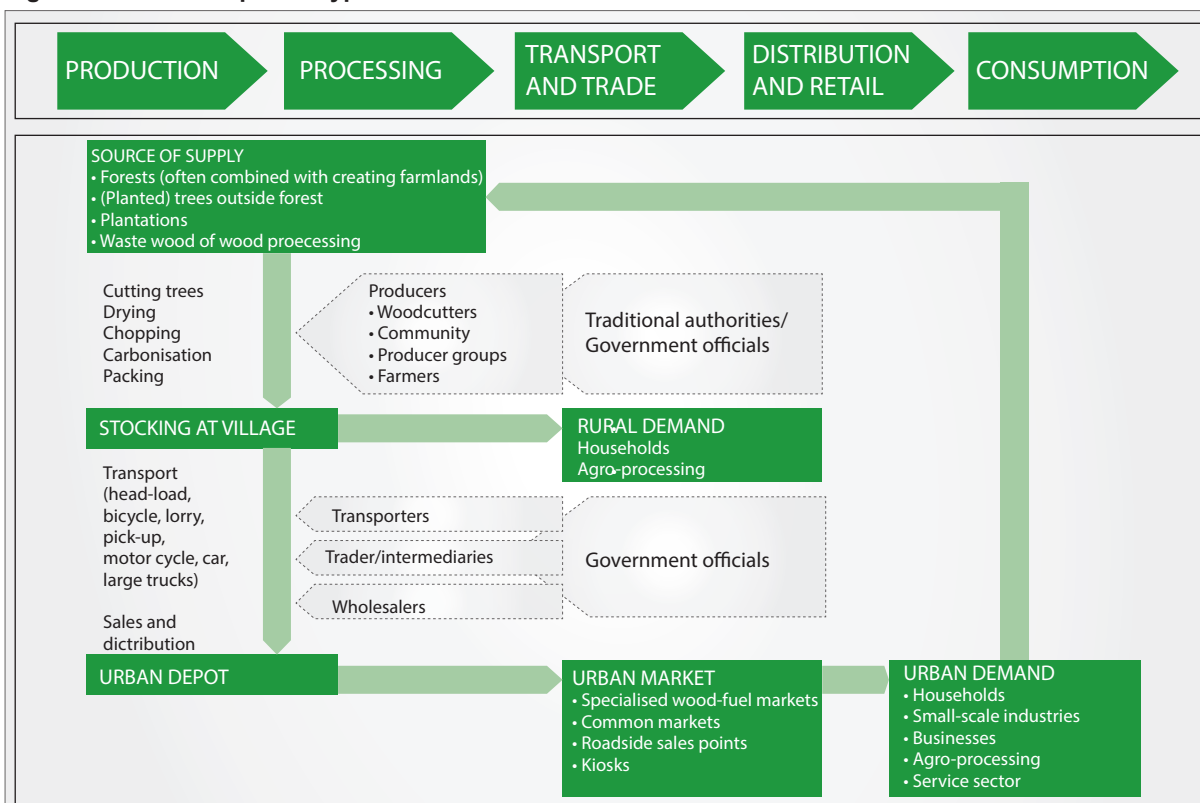 PRODUCTION
PROCESSING
TRANSPORT
AND TRADE
DISTRIBUTION
AND RETAIL
CONSUMPTION
SOURCE OF SUPPLY
• Forests (often combined with creating farmlands)
• (Planted) trees outside forest
• Plantations
• Waste wood of wood proecessing
Cutting trees
Drying
Chopping
Carbonisation
Packing
Producers
• Woodcutters
• Community
• Producer groups
• Farmers
Traditional authorities/
Government officials
STOCKING AT VILLAGE
RURAL DEMAND
Households
Agro-processing
Transport
(head-load,
bicycle, lorry,
pick-up,
motor cycle, car,
large trucks)
Sales and
dictribution
Transporters
Trader/intermediaries
Wholesalers
Government officials
URBAN DEPOT
URBAN MARKET
• Specialised wood-fuel markets
• Common markets
• Roadside sales points
• Kiosks
URBAN DEMAND
• Households
• Small-scale industries
• Businesses
• Agro-processing
• Service sector